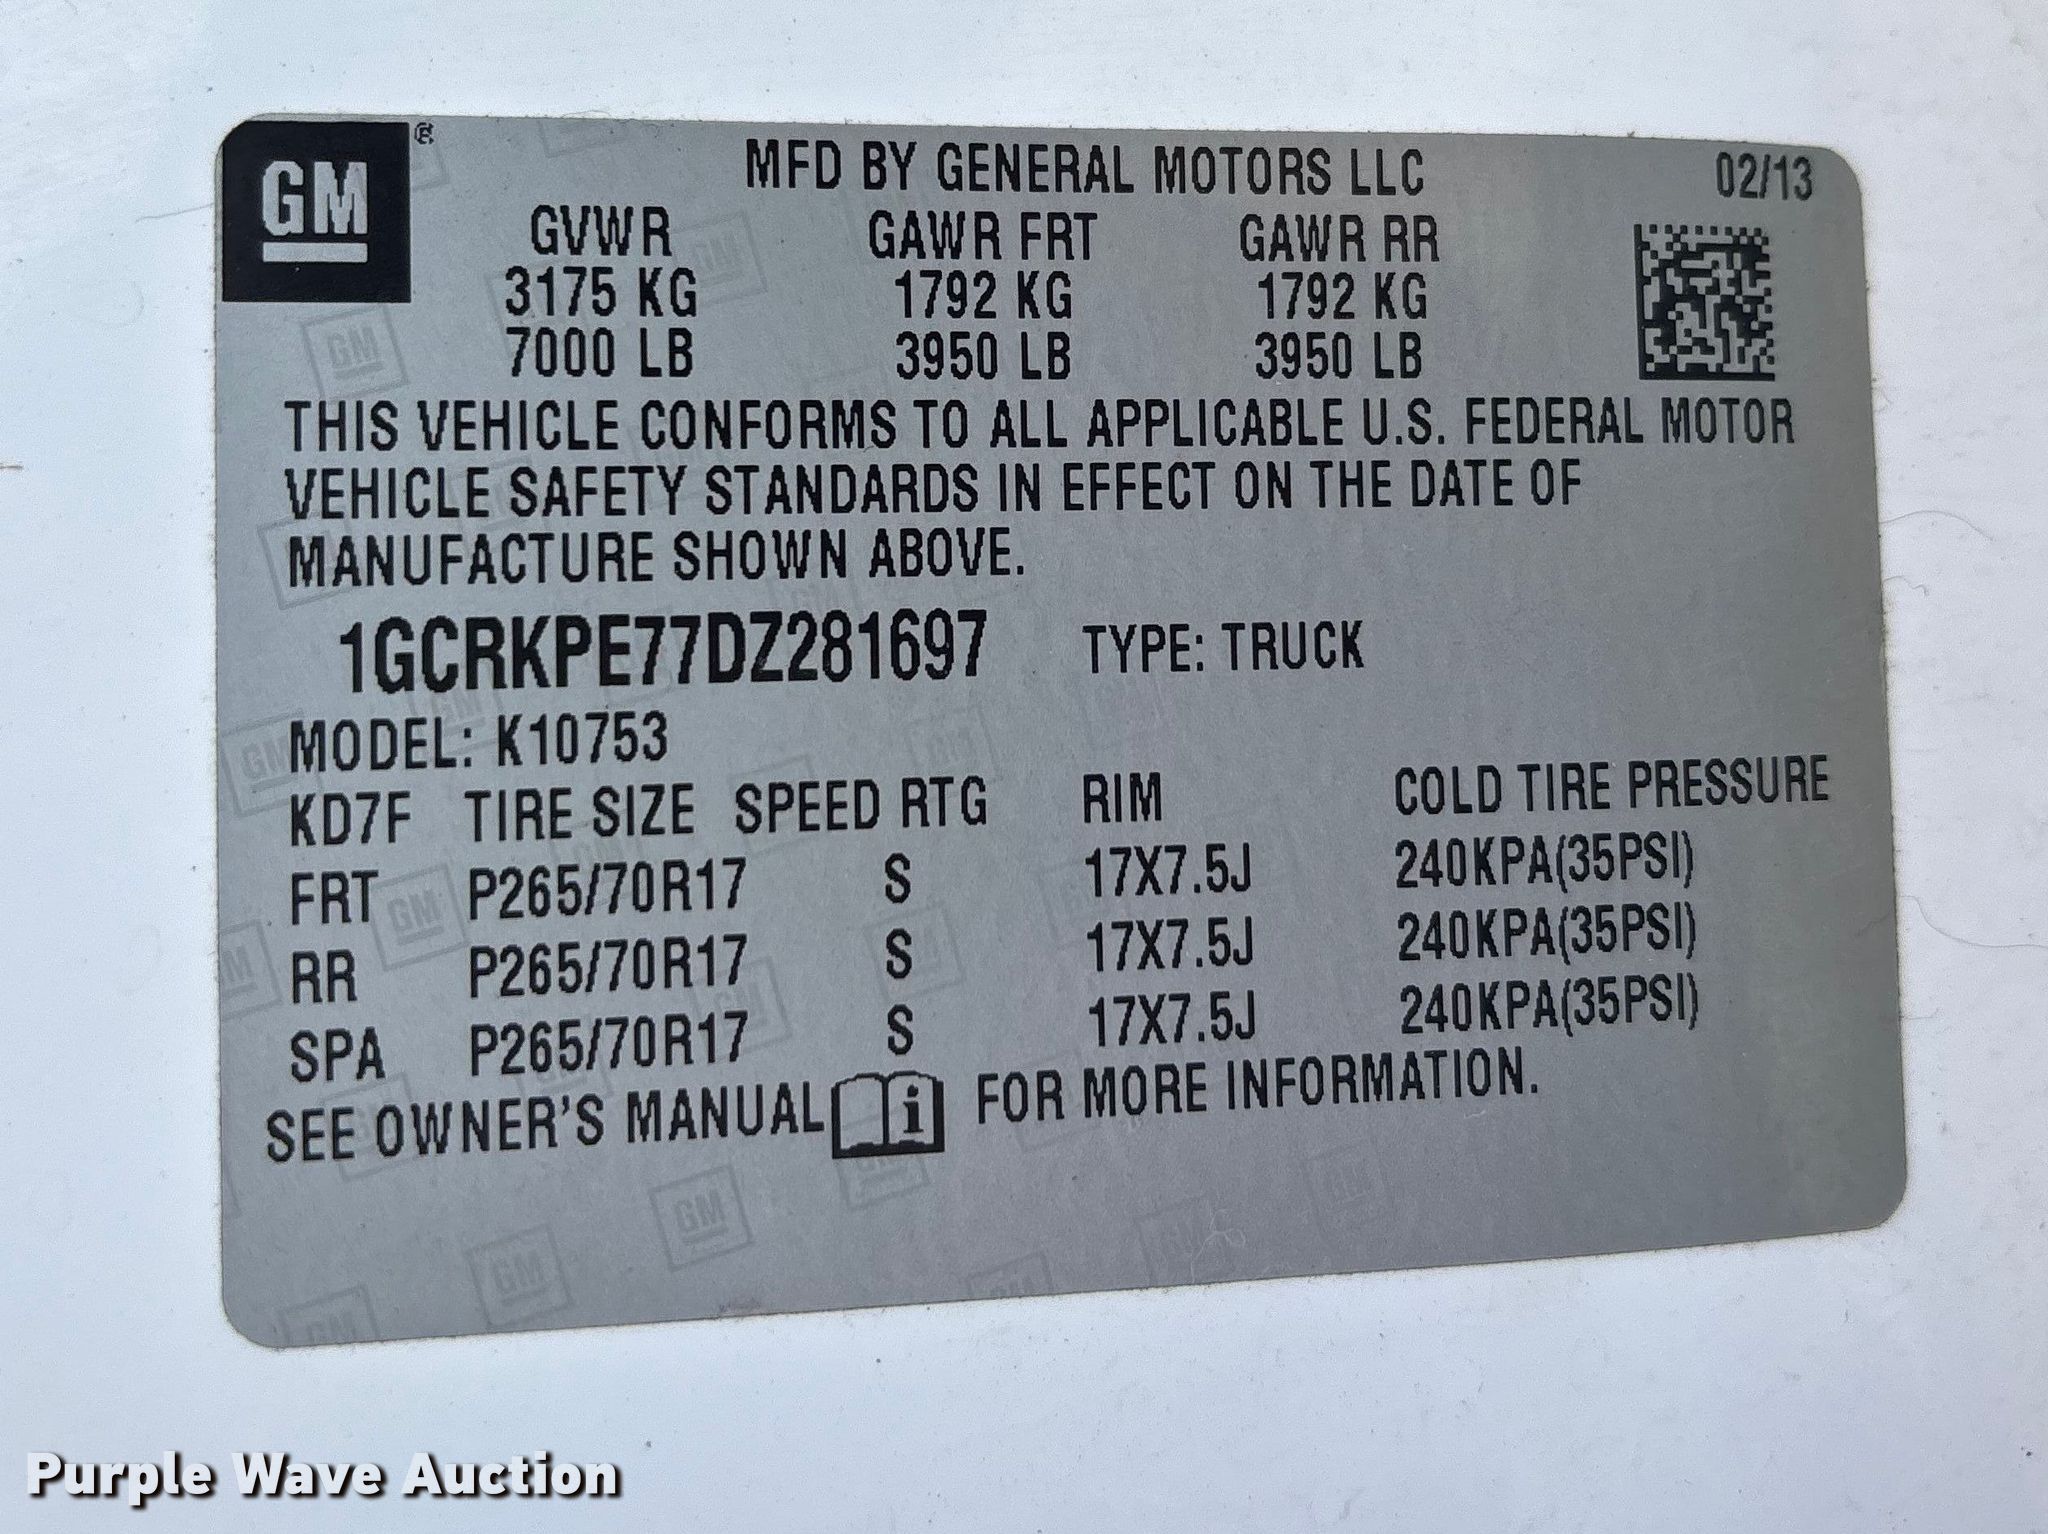 GM®
MFD BY GENERAL MOTORS LLC 02/13
GVWR GAWR FRT GAWR RR
3175 KG 1792 KG 1792 KG
7000 LB 3950 LB 3950 LB
THIS VEHICLE CONFORMS TO ALL APPLICABLE U.S. FEDERAL MOTOR
VEHICLE SAFETY STANDARDS IN EFFECT ON THE DATE OF
MANUFACTURE SHOWN ABOVE.
1GCRKPE77DZ281697 TYPE: TRUCK
MODEL: K10753
KD7F TIRE SIZE SPEED RTG RIM COLD TIRE PRESSURE
FRT P265/70R17 S 17X7.5J 240KPA(35PSI)
RR P265/70R17 S 17X7.5J 240KPA(35PSI)
SPA P265/70R17 S 17X7.5J 240KPA(35PSI)
SEE OWNER'S MANUAL i FOR MORE INFORMATION.
Purple Wave Auction